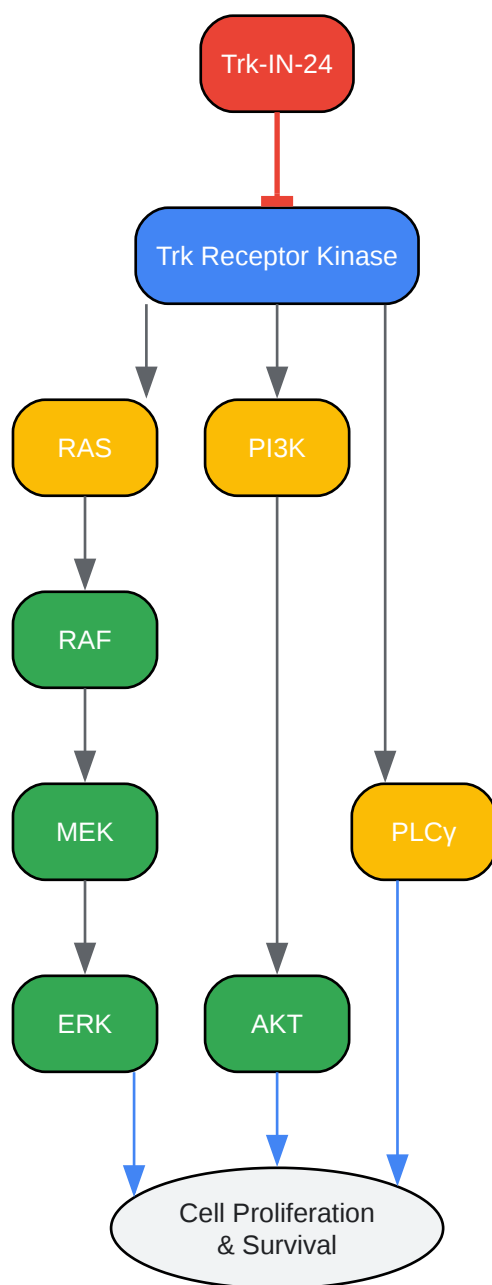 Trk-IN-24
Trk Receptor Kinase
RAS
PI3K
RAF
MEK
PLCγ
ERK
AKT
Cell Proliferation
& Survival